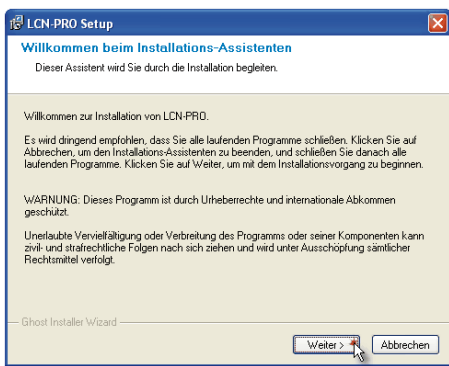 LCN-PRO Setup
Willkommen beim Installations-Assistenten
Dieser Assistent wird Sie durch die Installation begleiten.
Willkommen zur Installation von LCN-PRO.
Es wird dringend empfohlen, dass Sie alle laufenden Programme schließen. Klicken Sie auf
Abbrechen, um den Installations-Assistenten zu beenden, und schließen Sie danach alle
laufenden Programme. Klicken Sie auf Weiter, um mit dem Installationsvorgang zu beginnen.
WARNUNG: Dieses Programm ist durch Urheberrechte und internationale Abkommen
geschützt.
Unerlaubte Vervielfältigung oder Verbreitung des Programms oder seiner Komponenten kann
zivil- und strafrechtliche Folgen nach sich ziehen und wird unter Ausschöpfung sämtlicher
Rechtsmittel verfolgt.
Ghost Installer Wizard
Weiter >
Abbrechen